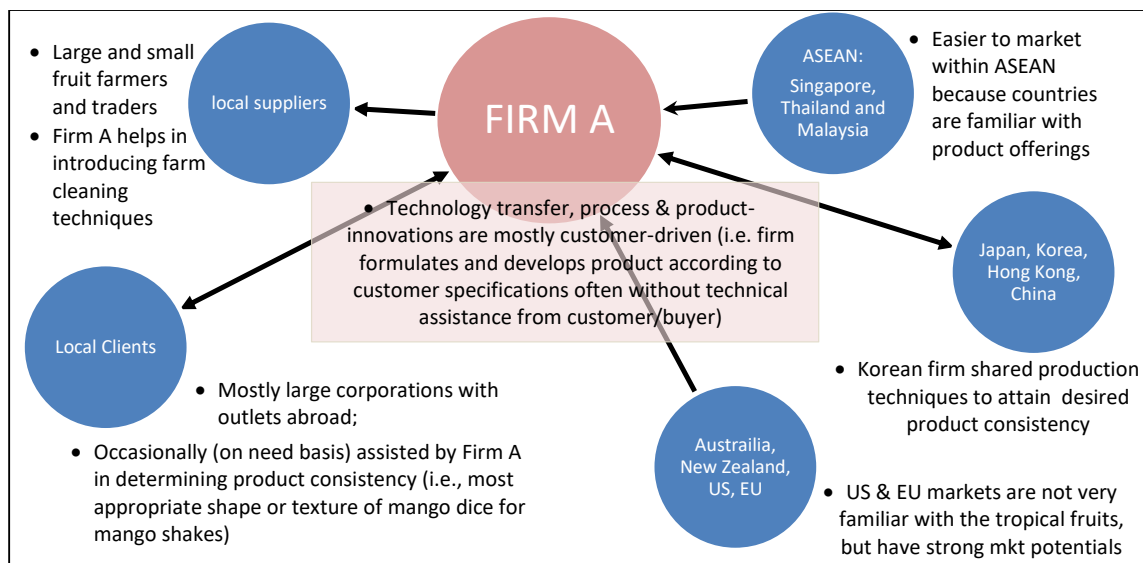 • Large and small
fruit farmers
and traders
• Firm A helps in
introducing farm
cleaning
techniques
local suppliers
FIRM A
ASEAN:
Singapore,
Thailand and
Malaysia
• Easier to market
within ASEAN
because countries
are familiar with
product offerings
• Technology transfer, process & product-
innovations are mostly customer-driven (i.e. firm
formulates and develops product according to
customer specifications often without technical
assistance from customer/buyer)
Japan, Korea,
Hong Kong,
China
• Korean firm shared production
techniques to attain desired
product consistency
Local Clients
• Mostly large corporations with
outlets abroad;
• Occasionally (on need basis) assisted by Firm A
in determining product consistency (i.e., most
appropriate shape or texture of mango dice for
mango shakes)
Austrailia,
New Zealand,
US, EU
• US & EU markets are not very
familiar with the tropical fruits,
but have strong mkt potentials